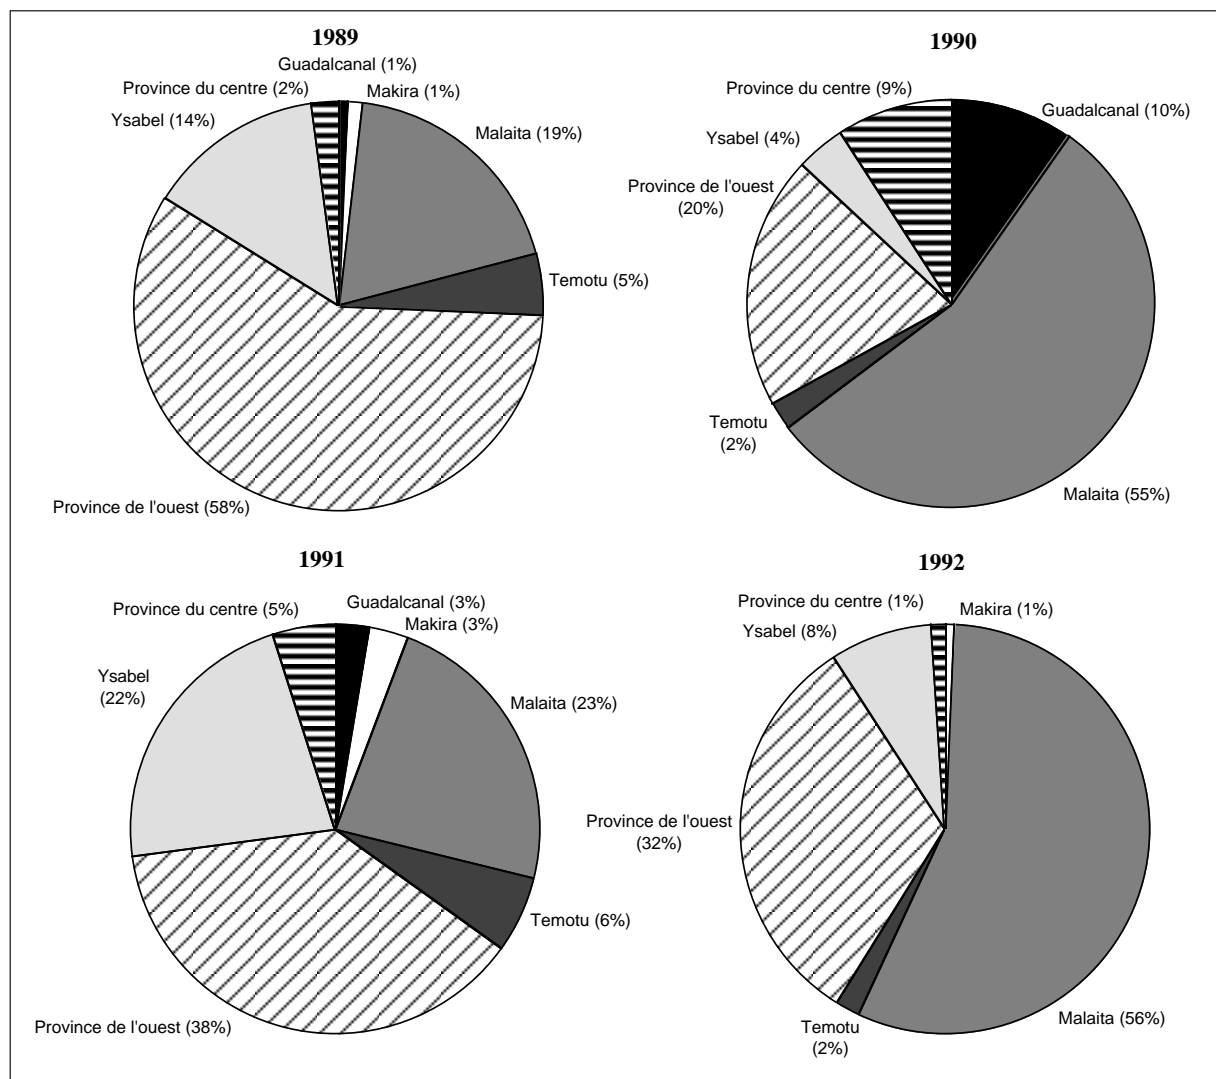 1989
Guadalcanal (1%)
Province du centre (2%)
Makira (1%)
Ysabel (14%)
Malaita (19%)
Temotu (5%)
Province de l'ouest (58%)
1990
Province du centre (9%)
Guadalcanal (10%)
Ysabel (4%)
Province de l'ouest
(20%)
Temotu
(2%)
Malaita (55%)
1991
Guadalcanal (3%)
Province du centre (5%)
Makira (3%)
Ysabel
(22%)
Malaita (23%)
Temotu (6%)
Province de l'ouest (38%)
1992
Province du centre (1%)
Makira (1%)
Ysabel (8%)
Province de l'ouest
(32%)
Temotu
(2%)
Malaita (56%)